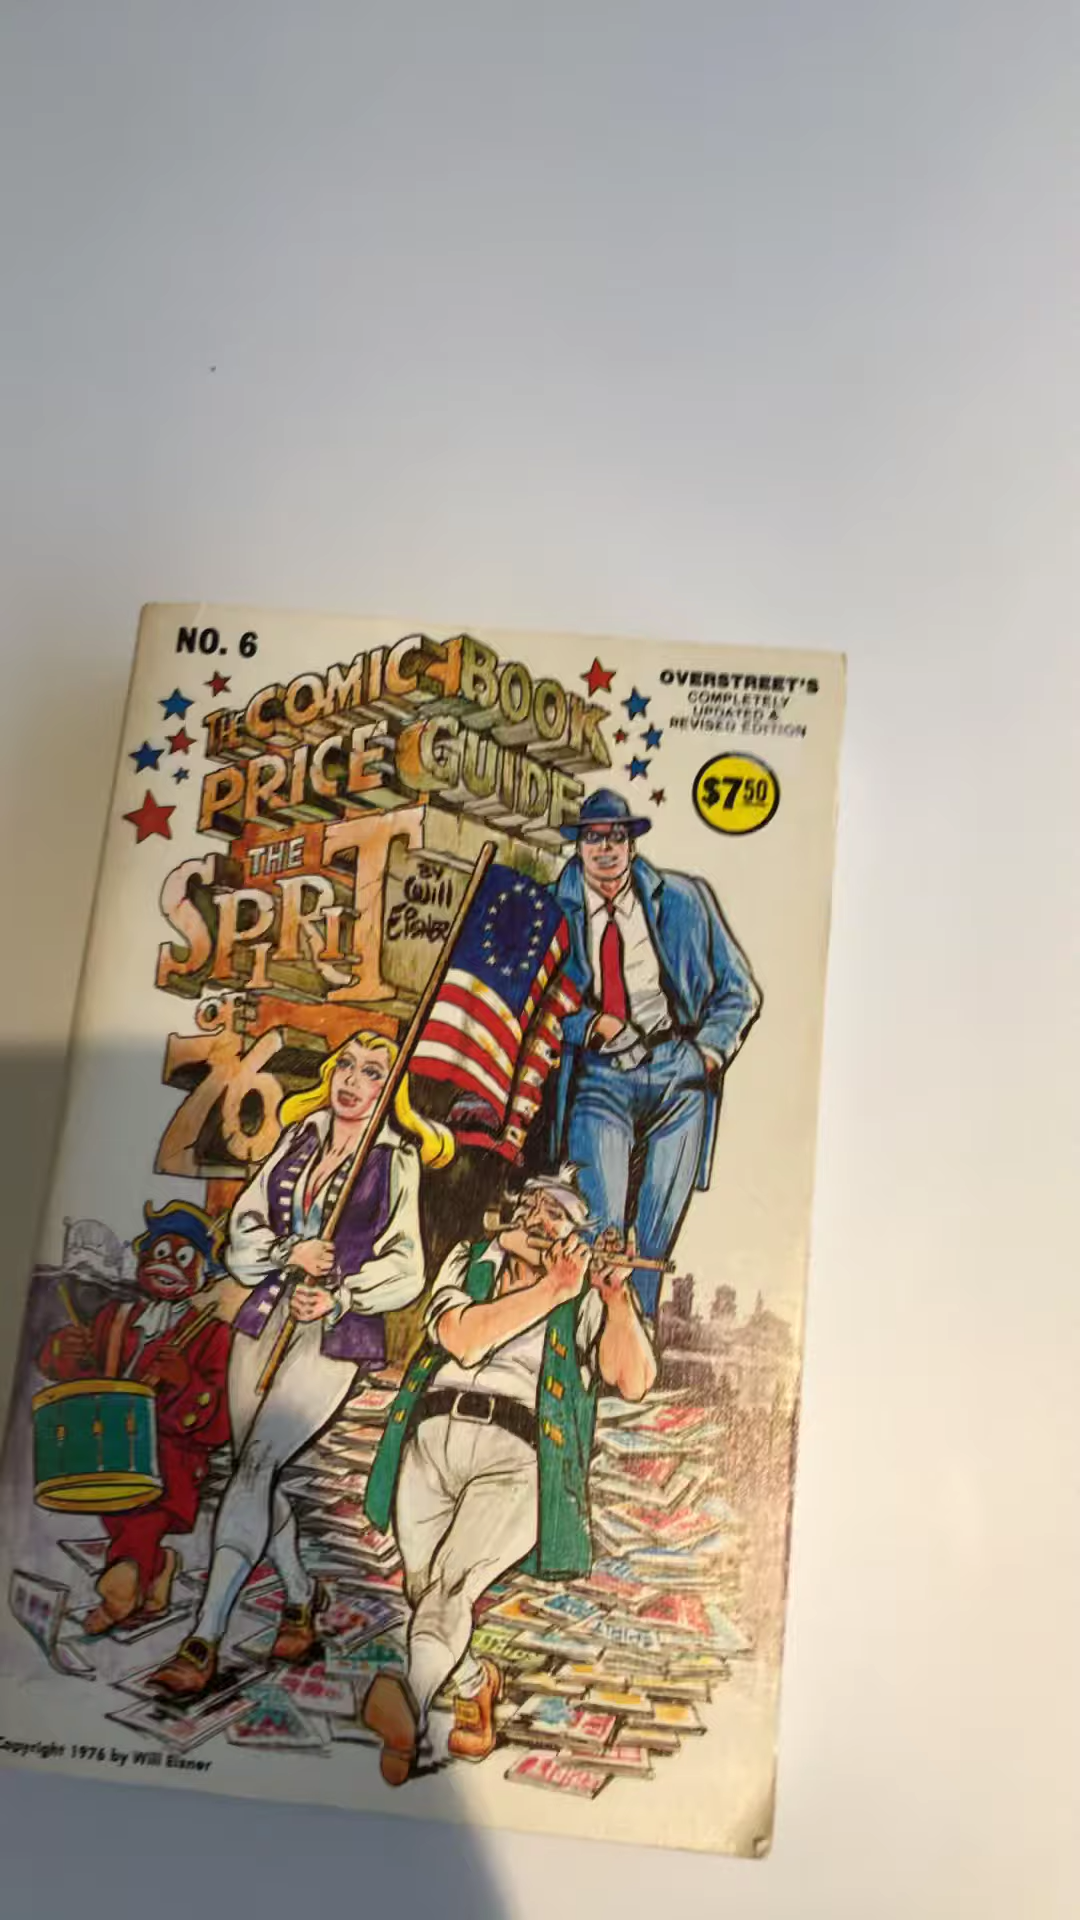 NO. 6
THE COMIC BOOK
PRICE GUIDE
OVERSTREET'S
COMPLETELY
UPDATED &
REVISED EDITION
$7.50
THE
SPIRIT
OF
76
BY
Will
EISNER
Copyright 1976 by Will Eisner